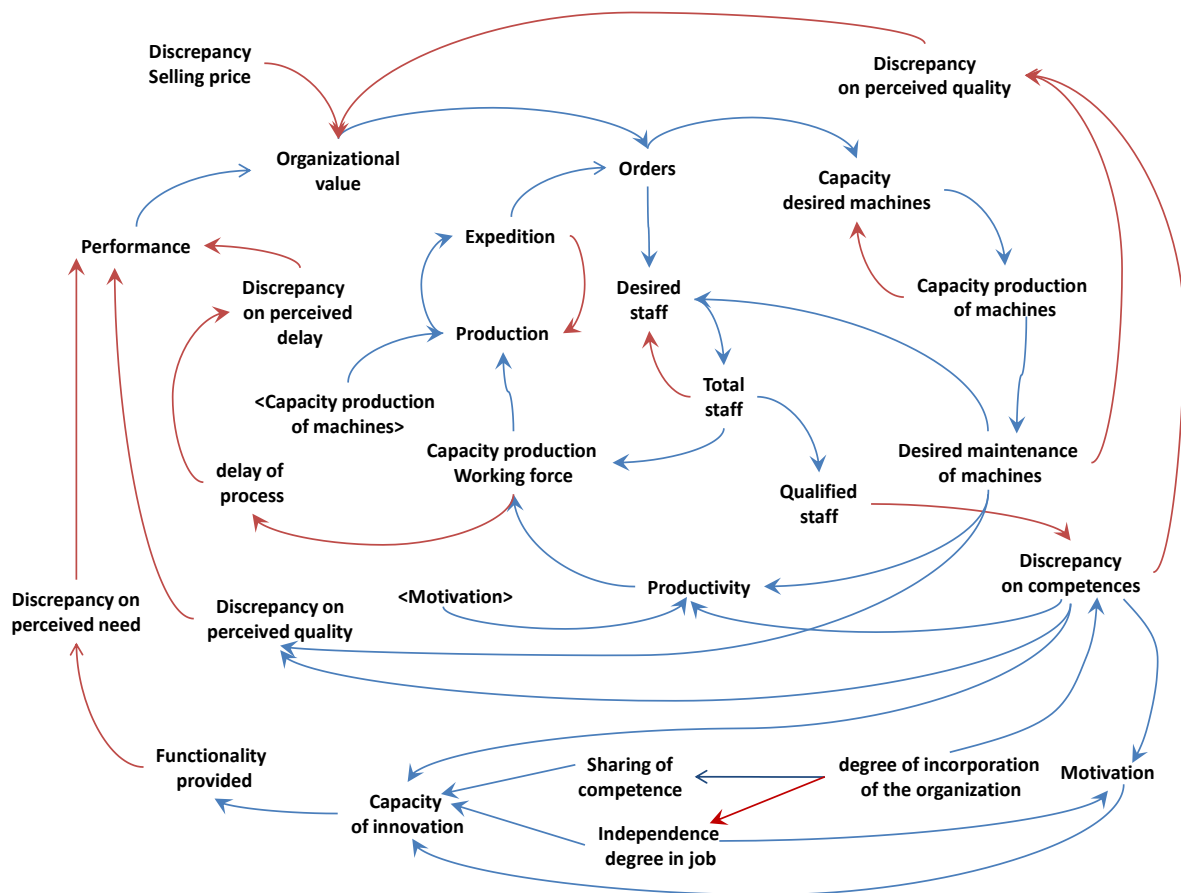 Discrepancy
Selling price
Discrepancy
on perceived quality
Organizational
value
Orders
Capacity
desired machines
Performance
Expedition
Discrepancy
on perceived
delay
Desired
staff
Capacity production
of machines
Production
Total
staff
<Capacity production
of machines>
Capacity production
Working force
Desired maintenance
of machines
delay of
process
Qualified
staff
Discrepancy
on competences
Discrepancy on
perceived need
Discrepancy on
perceived quality
<Motivation>
Productivity
Functionality
provided
Sharing of
competence
degree of incorporation
of the organization
Motivation
Capacity
of innovation
Independence
degree in job